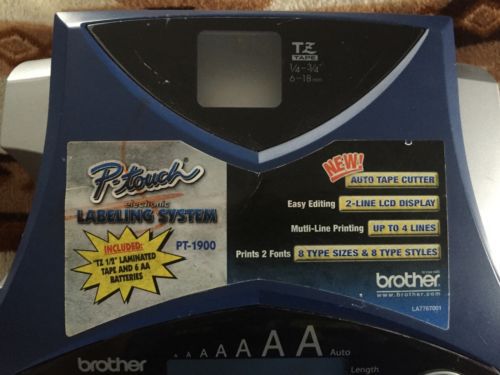 TZ
TAPE
1/4-3/4"
6-18mm
P-touch
electronic
LABELING SYSTEM
PT-1900
INCLUDED:
"TZ 1/2" LAMINATED
TAPE AND 6 AA
BATTERIES
NEW!
AUTO TAPE CUTTER
Easy Editing 2-LINE LCD DISPLAY
Mutli-Line Printing UP TO 4 LINES
Prints 2 Fonts 8 TYPE SIZES & 8 TYPE STYLES
brother
www.Brother.com
LA7767001
brother
A A A A A A A Auto
Length